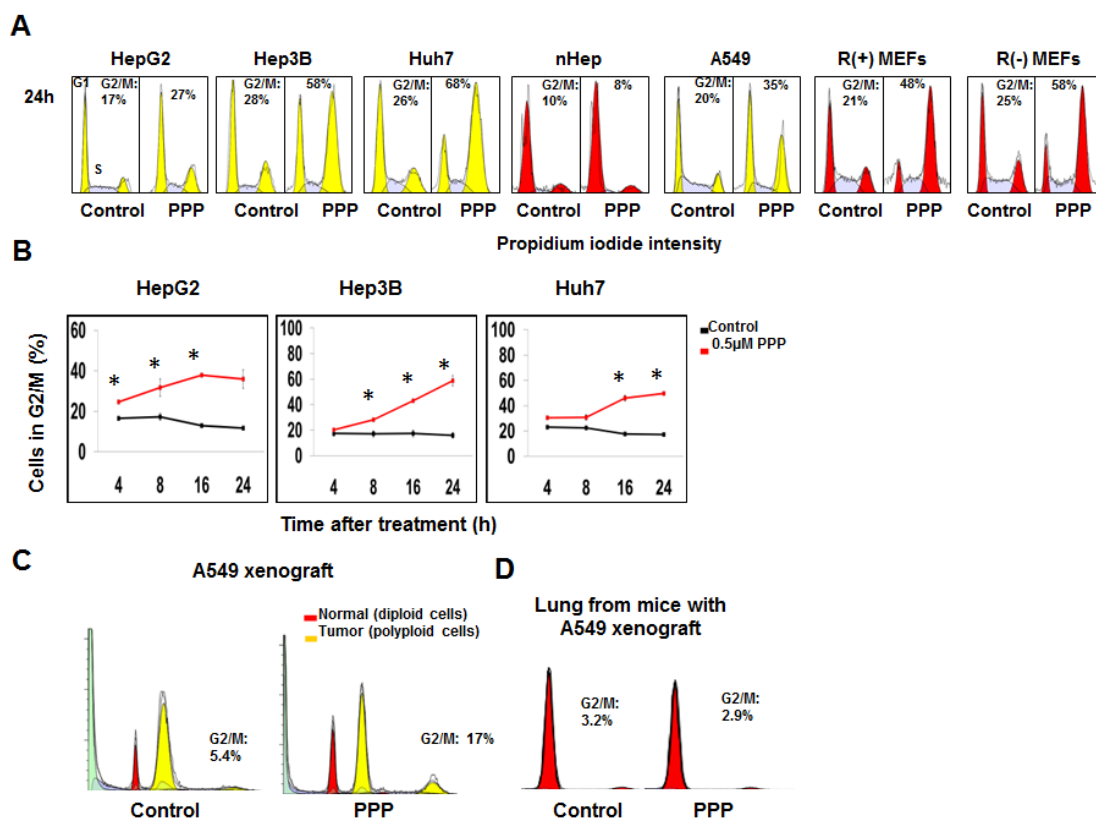 A
HepG2 Hep3B Huh7 nHep A549 R(+) MEFs R(-) MEFs
24h
G1 G2/M: 17% S 27%
G2/M: 28% 58%
G2/M: 26% 68%
G2/M: 10% 8%
G2/M: 20% 35%
G2/M: 21% 48%
G2/M: 25% 58%
Control PPP Control PPP Control PPP Control PPP Control PPP Control PPP Control PPP
Propidium iodide intensity
B
HepG2 Hep3B Huh7
Cells in G2/M (%)
60
40
20
0
* * *
4 8 16 24
100
80
60
40
20
0
* * *
4 8 16 24
100
80
60
40
20
0
* *
4 8 16 24
Control
0.5µM PPP
Time after treatment (h)
C
A549 xenograft
Normal (diploid cells)
Tumor (polyploid cells)
G2/M:
5.4%
G2/M: 17%
Control PPP
D
Lung from mice with
A549 xenograft
G2/M:
3.2%
G2/M:
2.9%
Control PPP